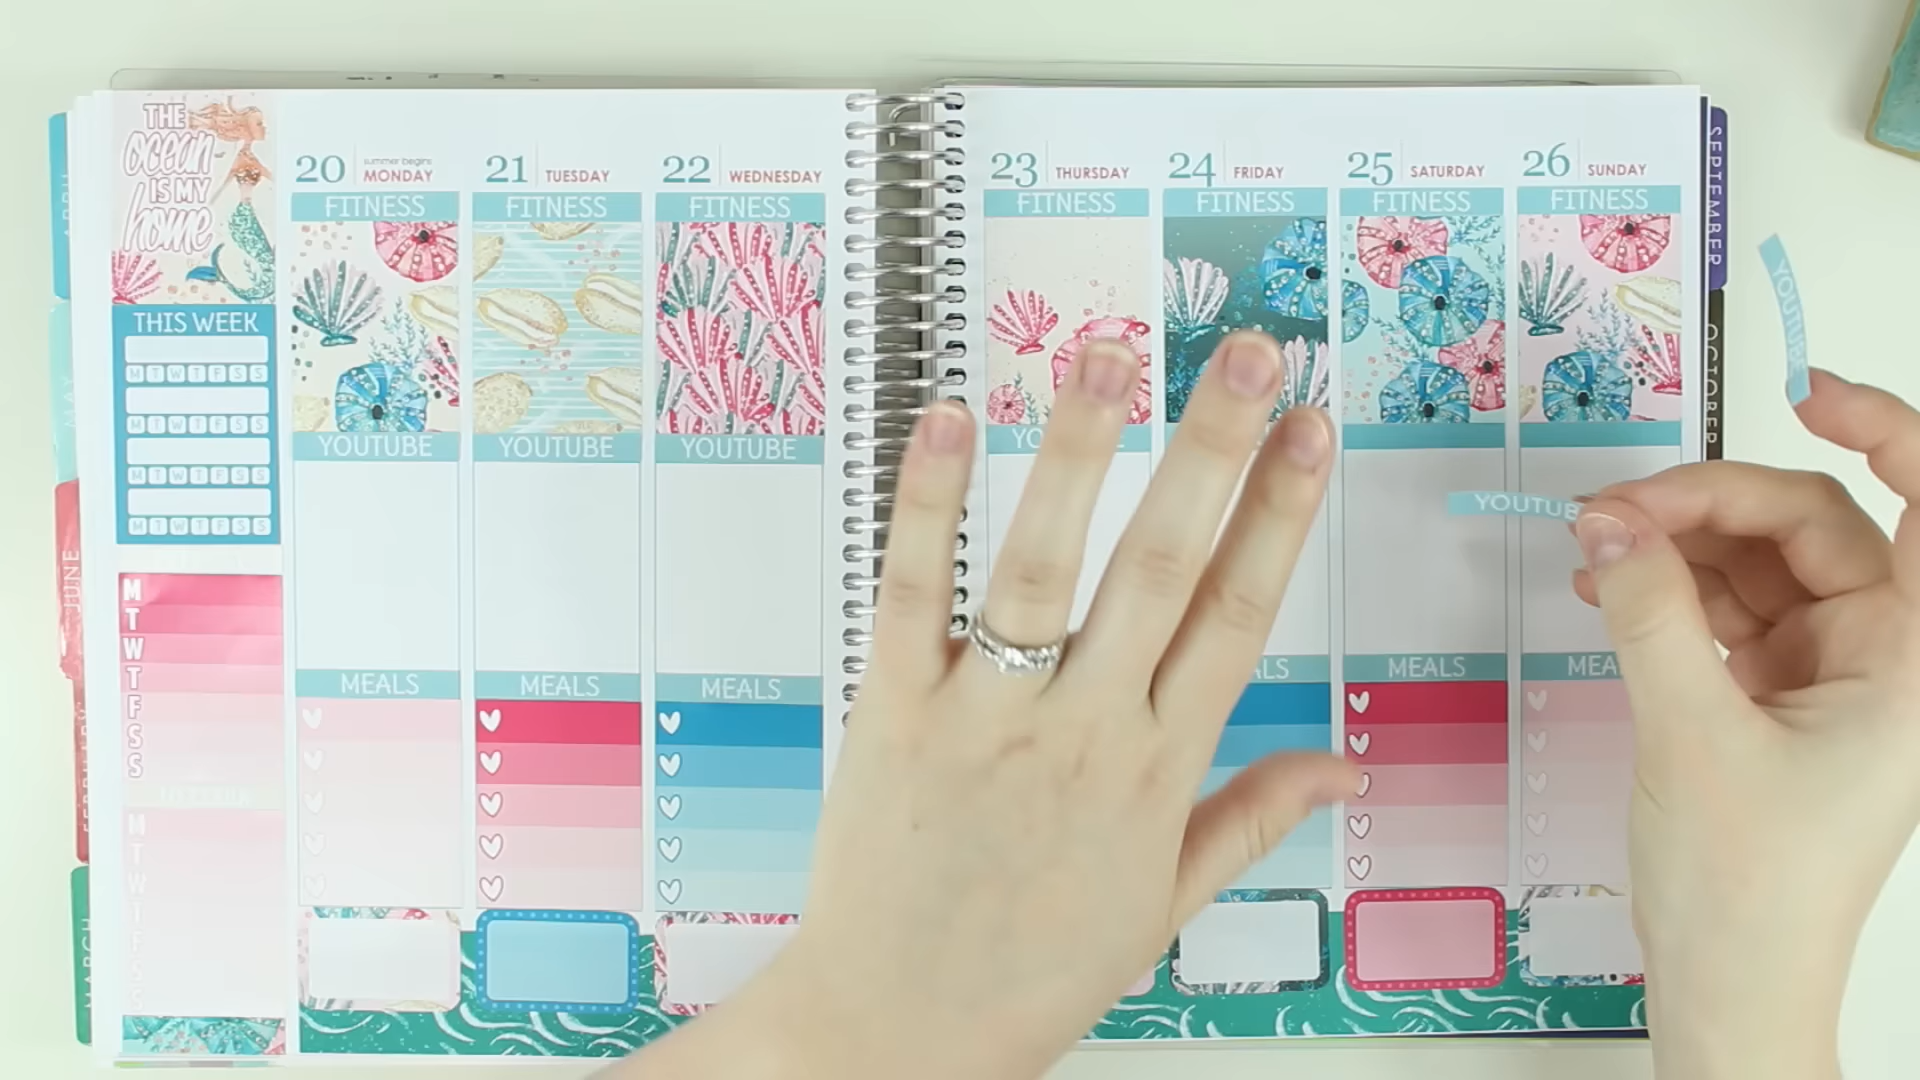 THE
ocean
IS MY
home
THIS WEEK
M T W T F S S
M T W T F S S
M T W T F S S
M T W T F S S
M
T
W
T
F
S
S
M
T
W
T
F
S
S
20 summer begins MONDAY
FITNESS
YOUTUBE
MEALS
21 TUESDAY
FITNESS
YOUTUBE
MEALS
22 WEDNESDAY
FITNESS
YOUTUBE
MEALS
23 THURSDAY
FITNESS
24 FRIDAY
FITNESS
25 SATURDAY
FITNESS
MEALS
26 SUNDAY
FITNESS
YOUTUBE
YOUTUBE
SEPTEMBER
OCTOBER
MAY
JUNE
MARCH